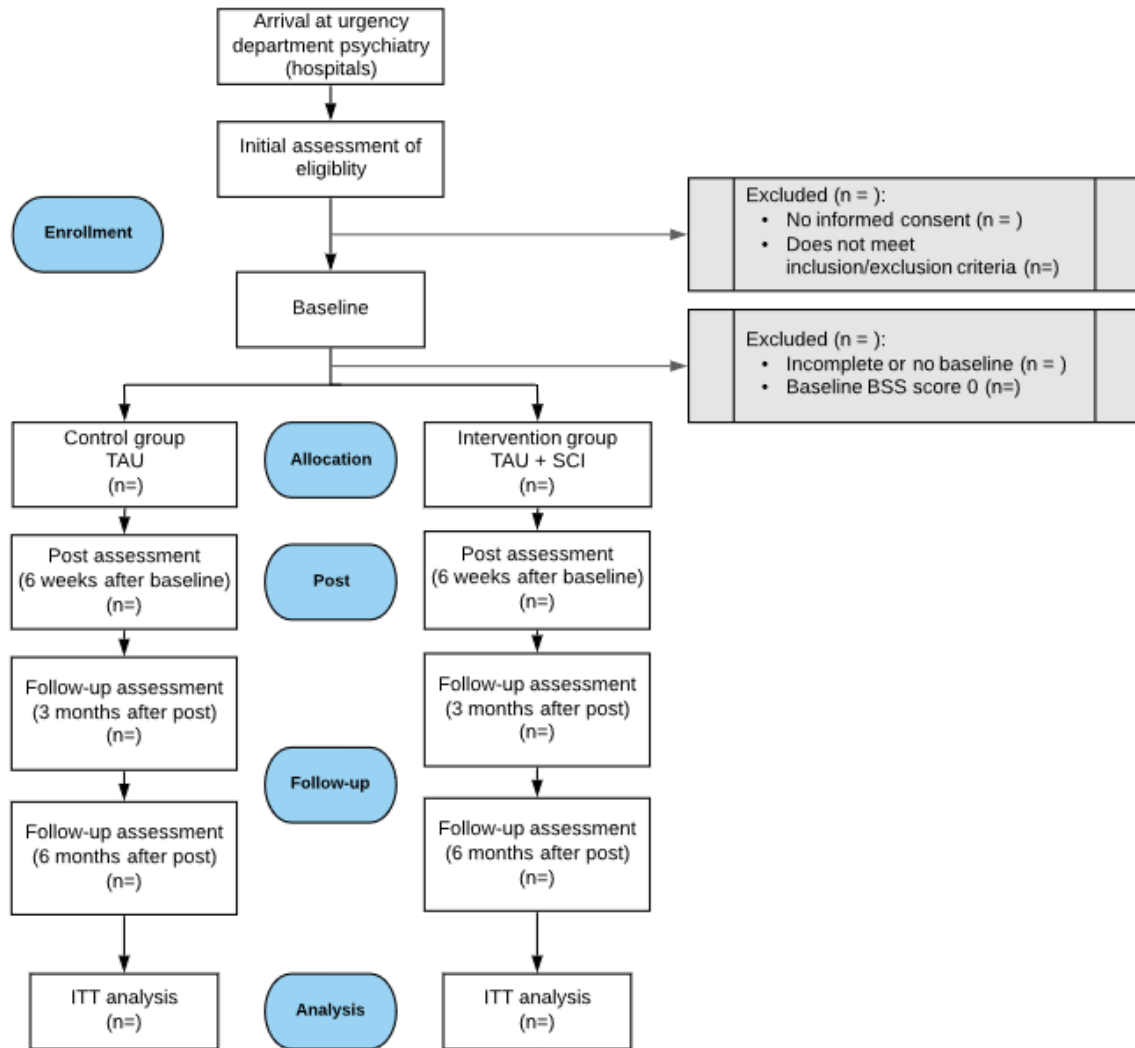 Arrival at urgency
department psychiatry
(hospitals)
Initial assessment of
eligiblity
Enrollment
Excluded (n = ):
• No informed consent (n = )
• Does not meet
inclusion/exclusion criteria (n=)
Baseline
Excluded (n = ):
• Incomplete or no baseline (n = )
• Baseline BSS score 0 (n=)
Control group
TAU
(n=)
Allocation
Intervention group
TAU + SCI
(n=)
Post assessment
(6 weeks after baseline)
(n=)
Post
Post assessment
(6 weeks after baseline)
(n=)
Follow-up assessment
(3 months after post)
(n=)
Follow-up assessment
(3 months after post)
(n=)
Follow-up
Follow-up assessment
(6 months after post)
(n=)
Follow-up assessment
(6 months after post)
(n=)
ITT analysis
(n=)
Analysis
ITT analysis
(n=)